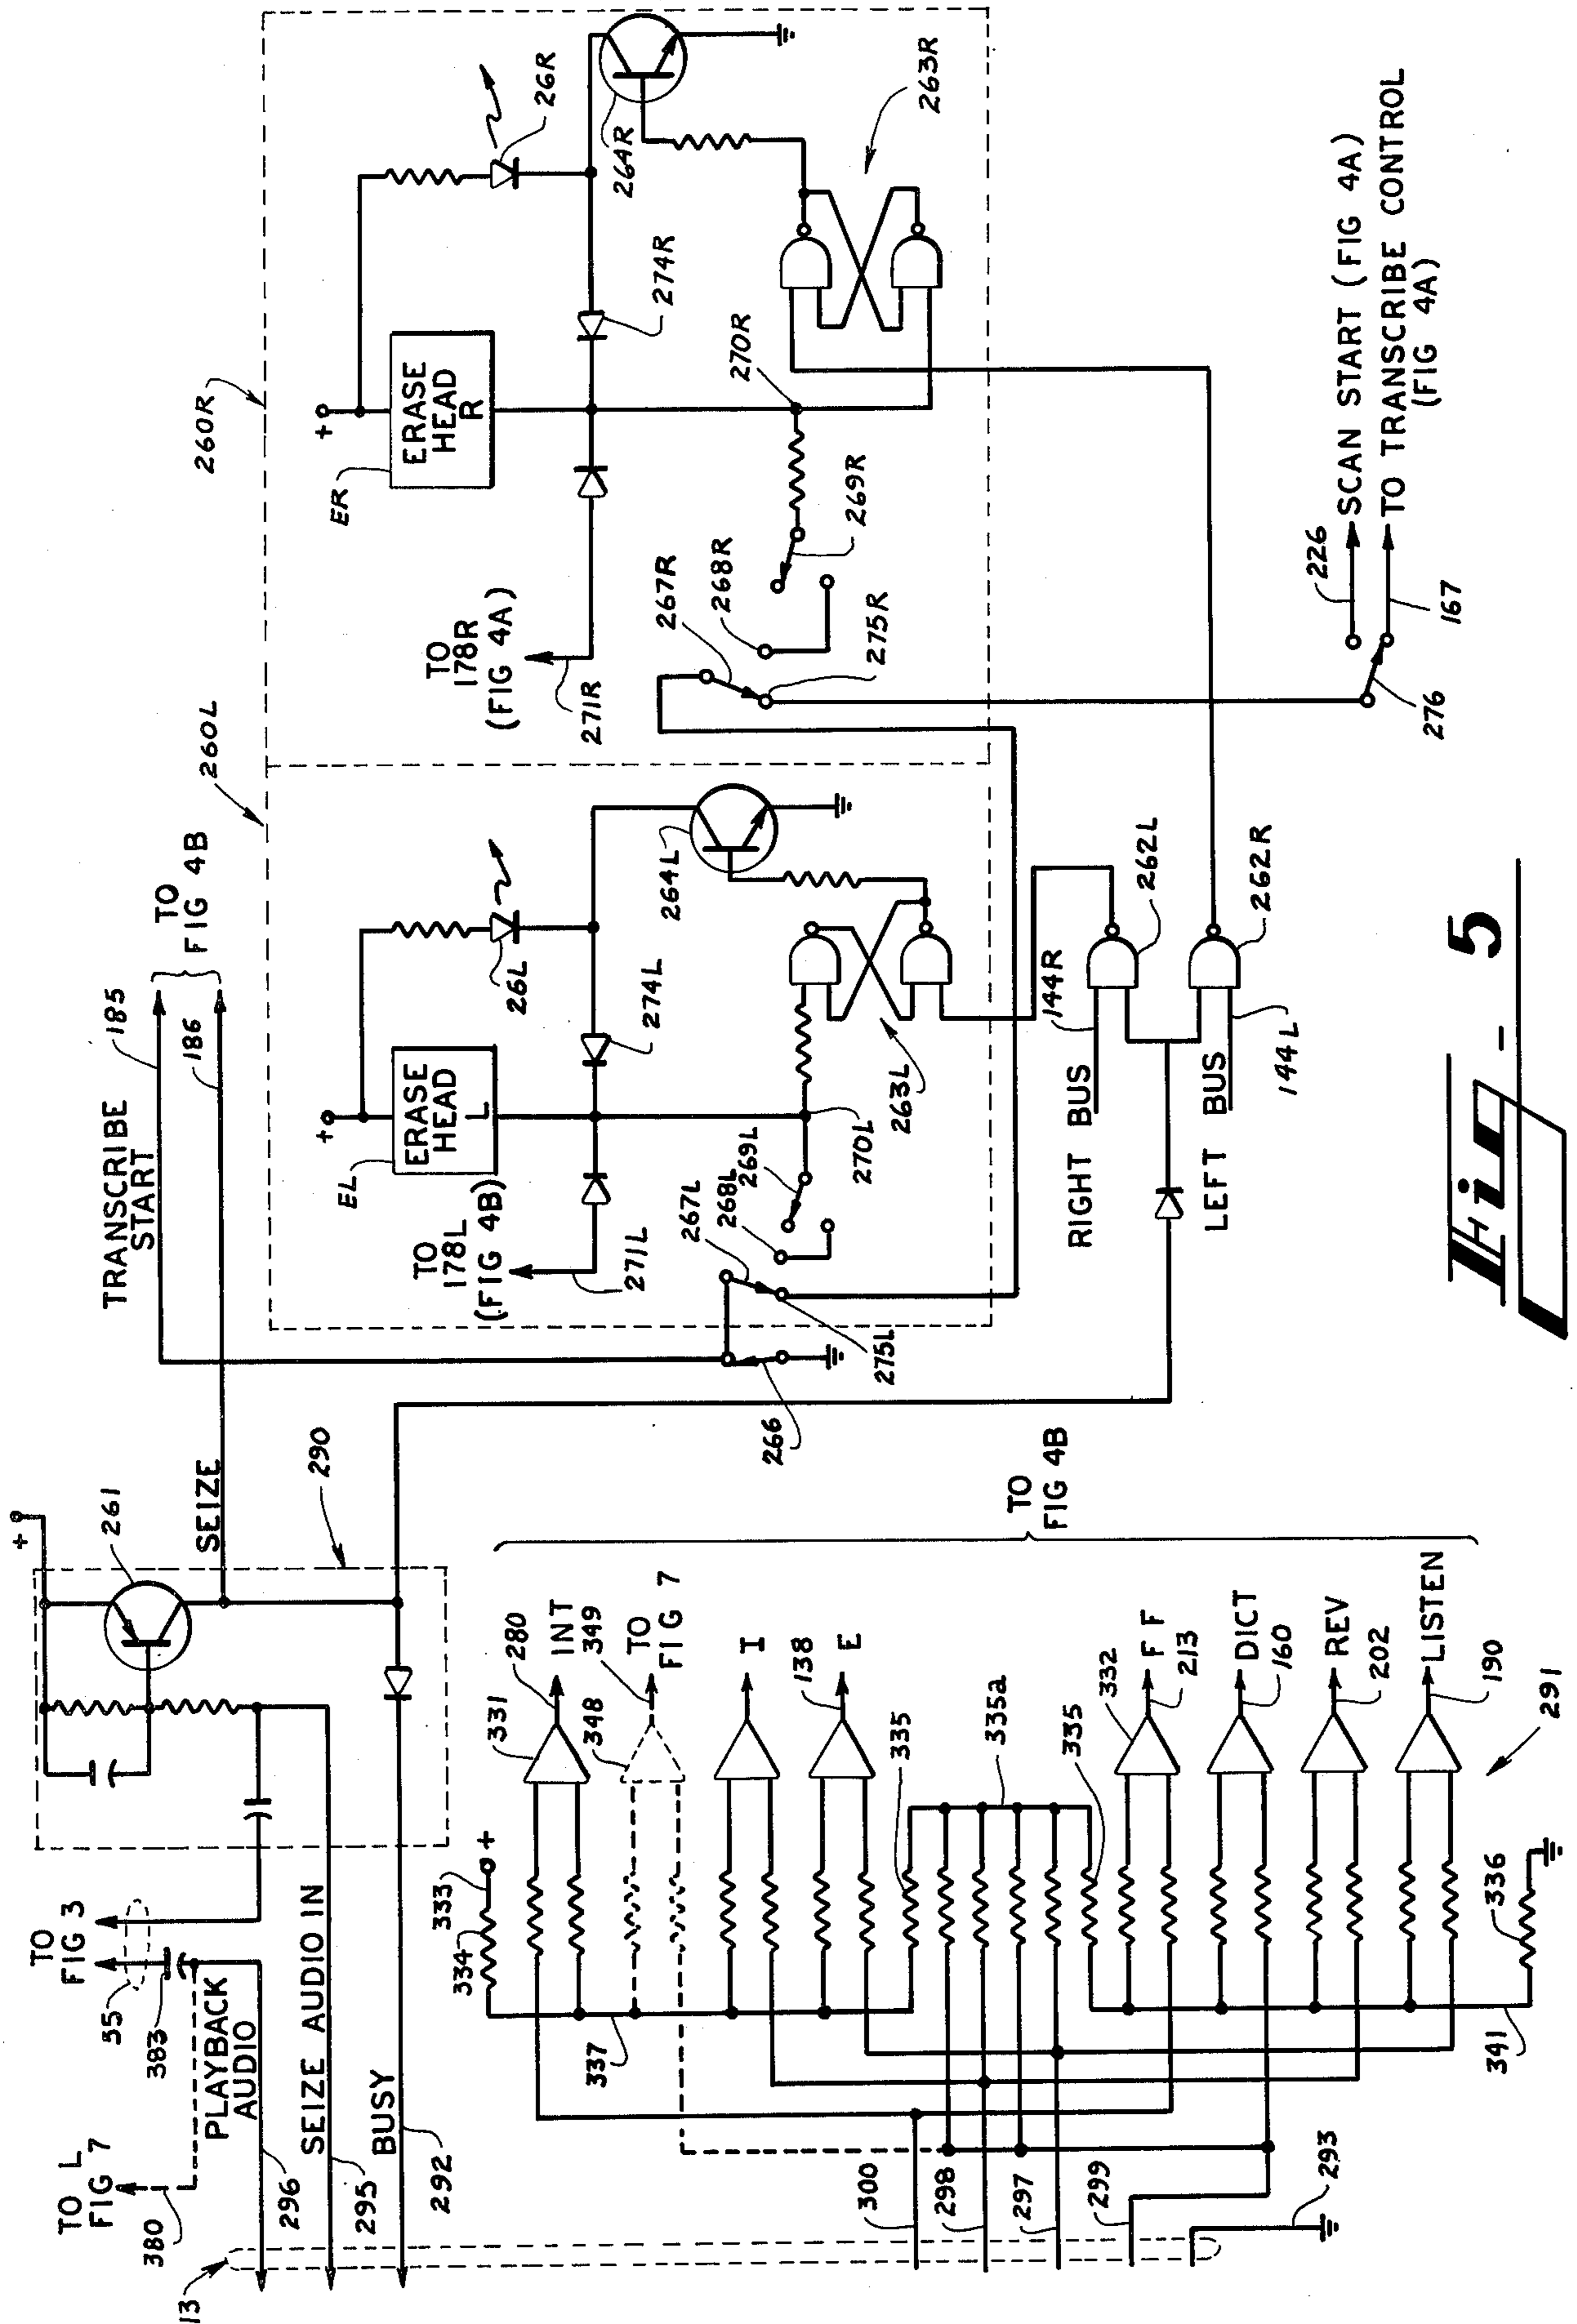 TO L
FIG 7
380
13
TO
FIG 3
55
383
PLAYBACK
AUDIO
296
SEIZE AUDIO IN
295
BUSY
292
+
261
SEIZE
290
TRANSCRIBE
START
185
186
TO
FIG 4B
260L
260R
+
EL
ERASE
HEAD
L
26L
274L
264L
TO
178L
(FIG 4B)
271L
267L
268L
269L
270L
263L
275L
266
+
ER
ERASE
HEAD
R
26R
264R
274R
263R
TO
178R
(FIG 4A)
271R
270R
267R
268R
269R
275R
RIGHT BUS
144R
262L
LEFT BUS
144L
262R
226
SCAN START (FIG 4A)
TO TRANSCRIBE CONTROL
(FIG 4A)
167
276
333
+
334
331
280
INT
348
349
TO
FIG 7
I
138
E
337
335
335a
335
332
F F
213
DICT
160
REV
202
LISTEN
190
336
341
291
TO
FIG 4B
300
298
297
299
293
Fig - 5